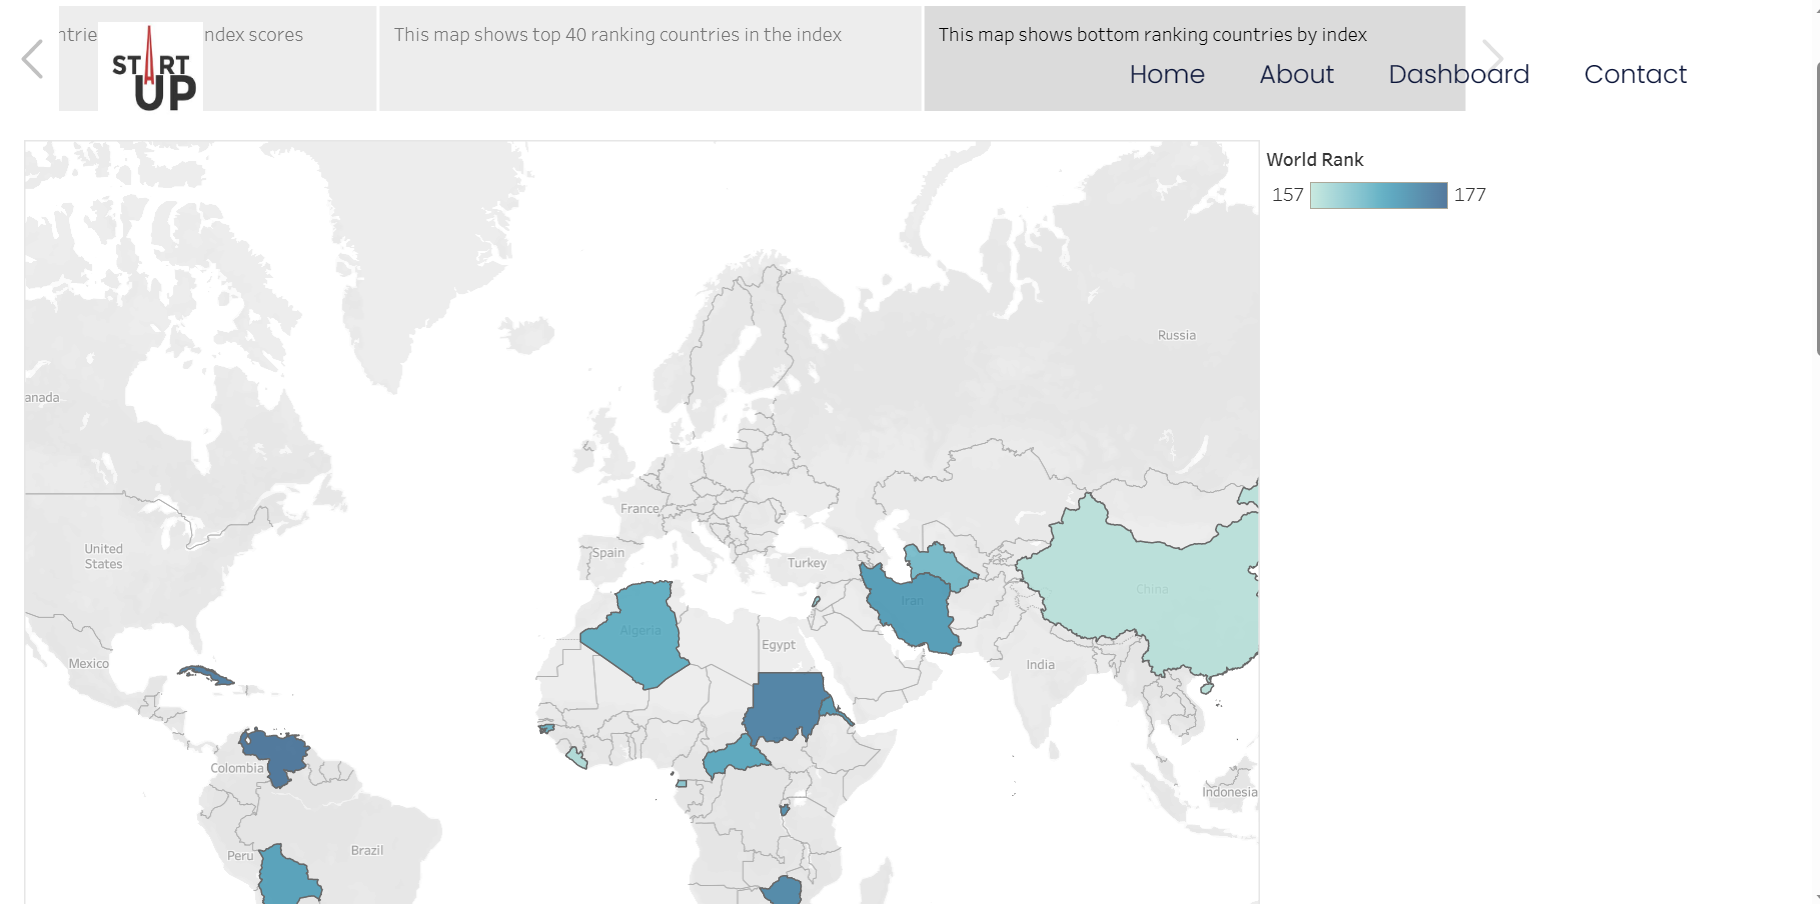 ntrie
ndex scores
This map shows top 40 ranking countries in the index
This map shows bottom ranking countries by index
START
UP
Home
About
Dashboard
Contact
World Rank
157
177
Russia
anada
France
United
States
Spain
Turkey
China
Iran
Algeria
Egypt
Mexico
India
Colombia
Indonesia
Peru
Brazil